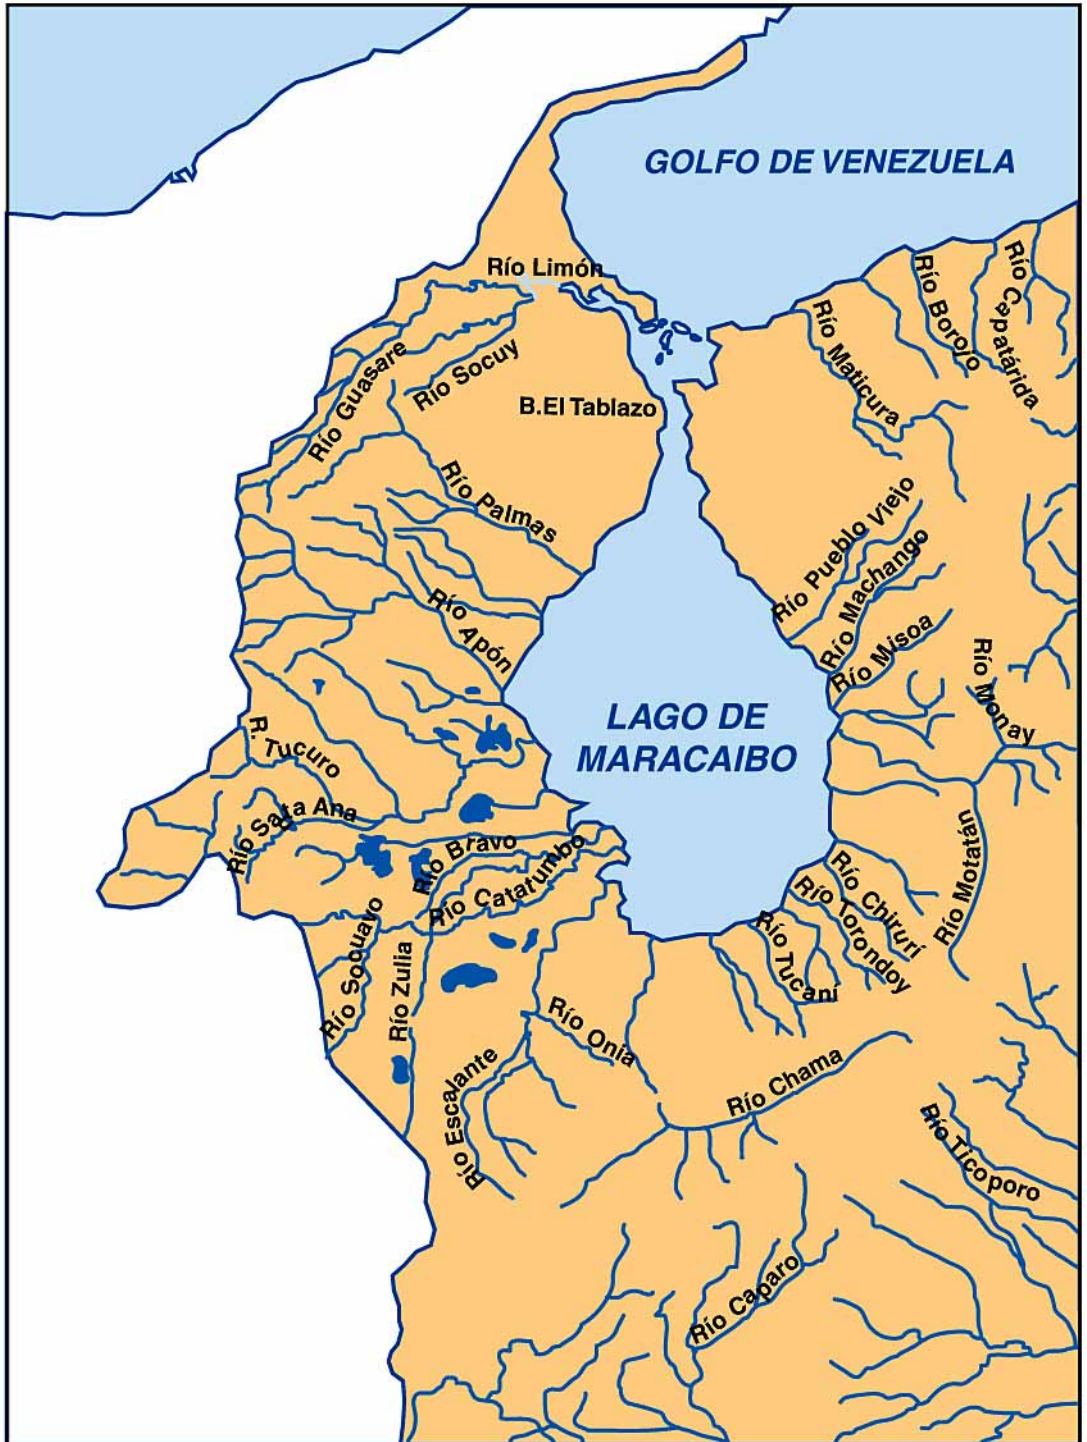 GOLFO DE VENEZUELA
Río Limón
Río Borojo
Río Capatárida
Río Maticura
Río Guasare
Río Socuy
B.El Tablazo
Río Palmas
Río Pueblo Viejo
Río Machango
Río Misoa
Río Apón
Río Monay
LAGO DE
MARACAIBO
R. Tucuro
Río Sata Ana
Río Bravo
Río Catatumbo
Río Motatán
Río Chirurí
Río Torondoy
Río Tucaní
Río Socuavo
Río Zulia
Río Onia
Río Escalante
Río Chama
Río Ticoporo
Río Caparo